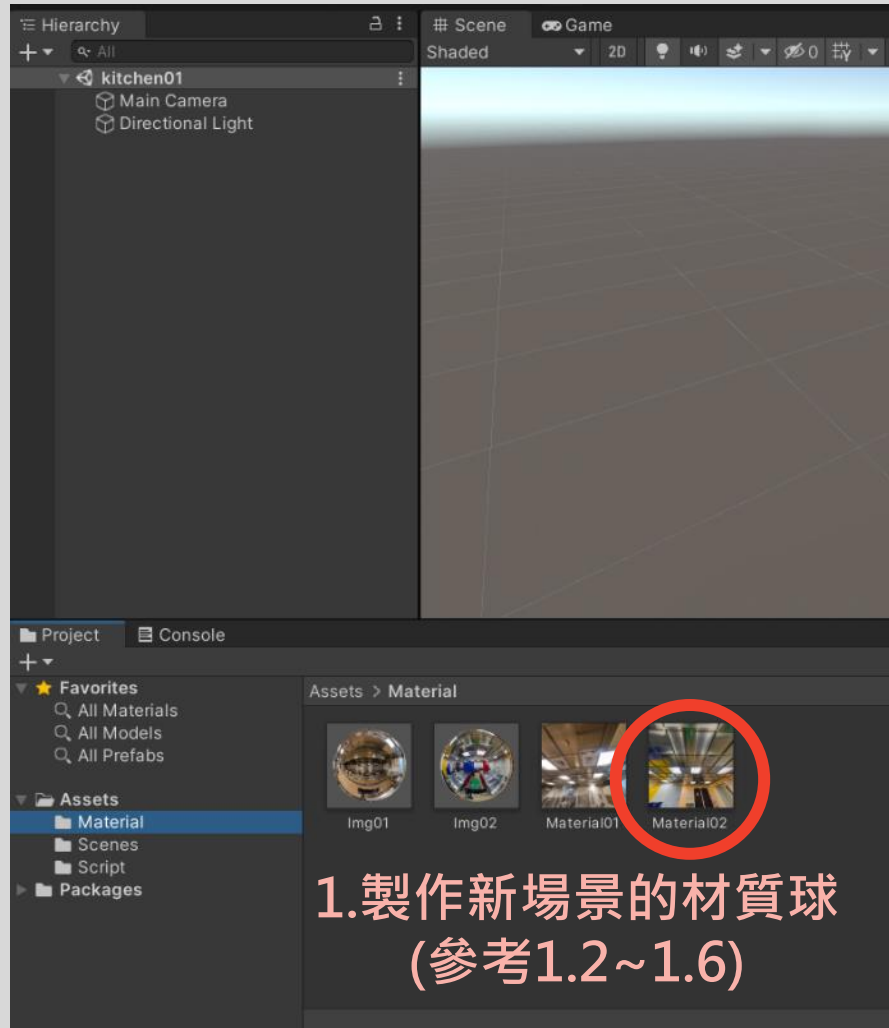 Hierarchy
All
kitchen01
Main Camera
Directional Light
Scene
Game
Shaded
2D
0
Project
Console
Favorites
All Materials
All Models
All Prefabs
Assets
Material
Scenes
Script
Packages
Assets > Material
Img01
Img02
Material01
Material02
1.製作新場景的材質球
(參考1.2~1.6)